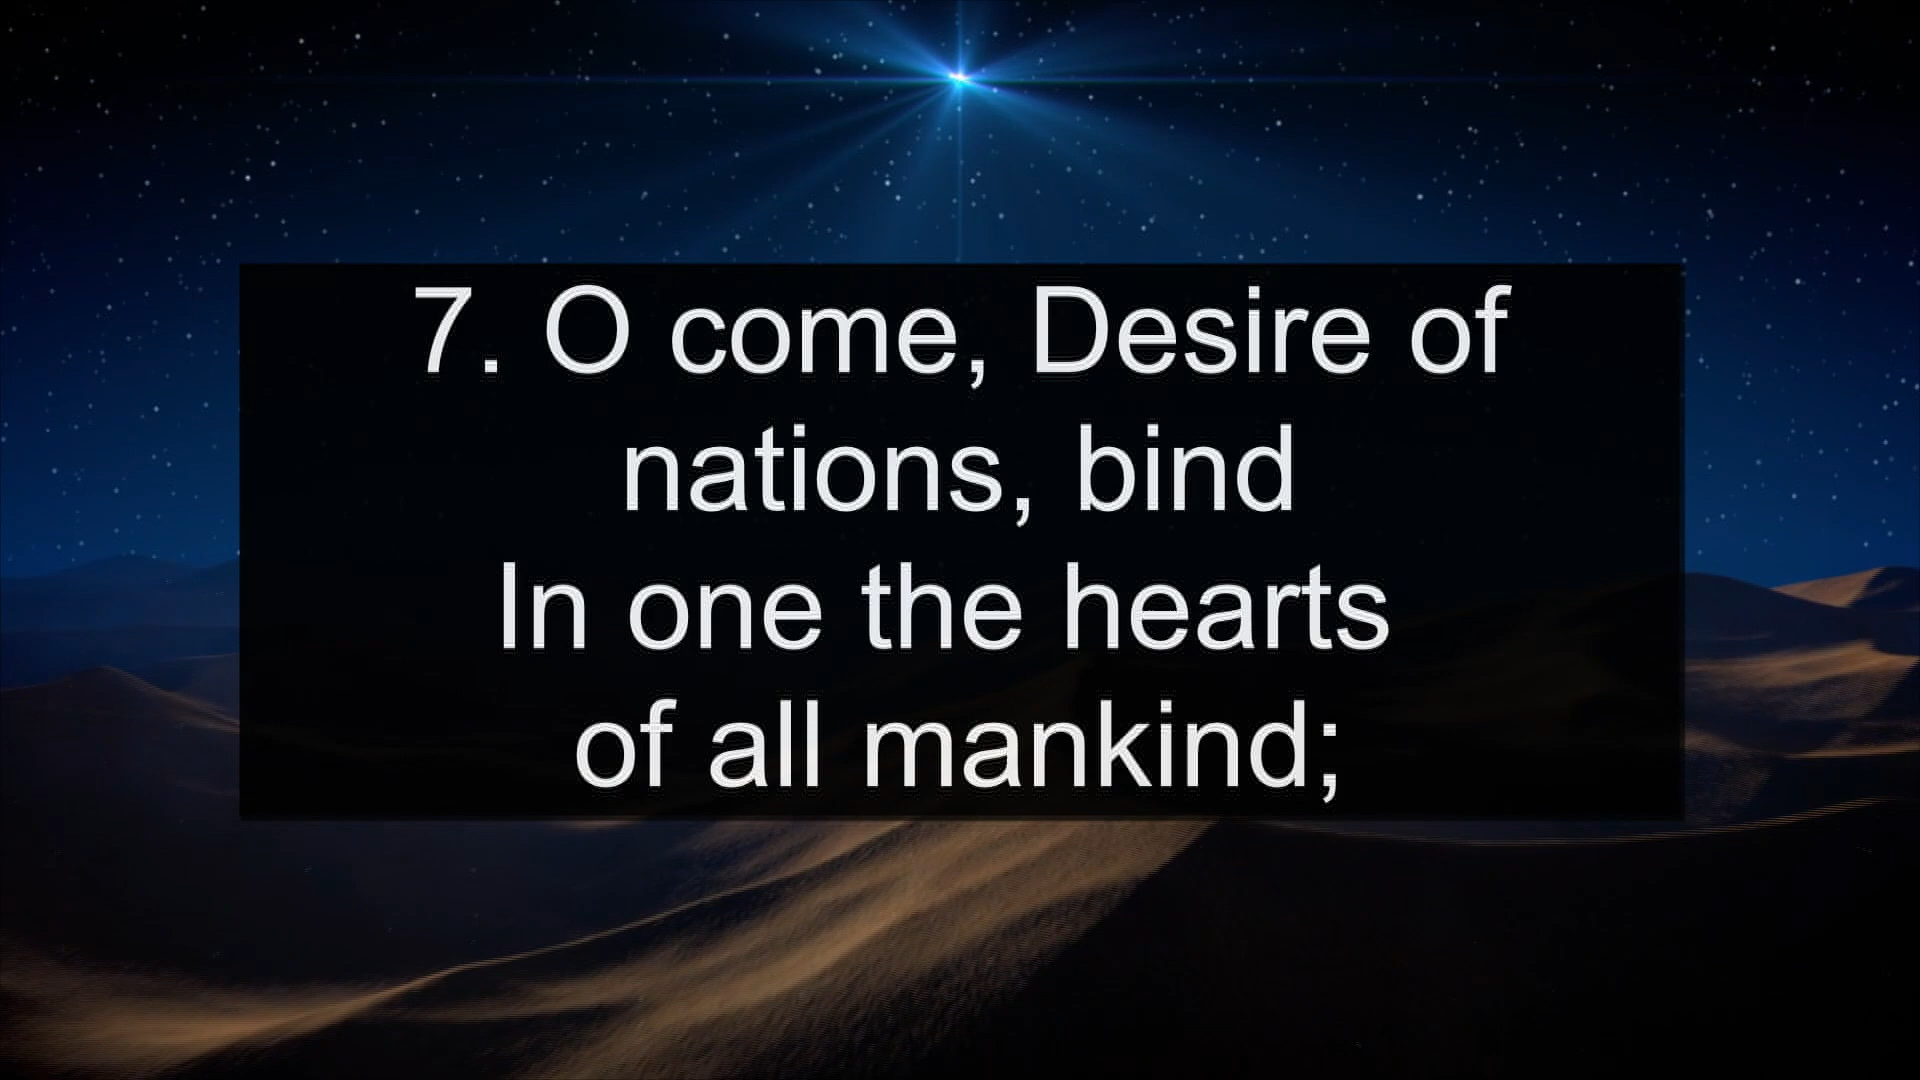 7. O come, Desire of
nations, bind
In one the hearts
of all mankind;